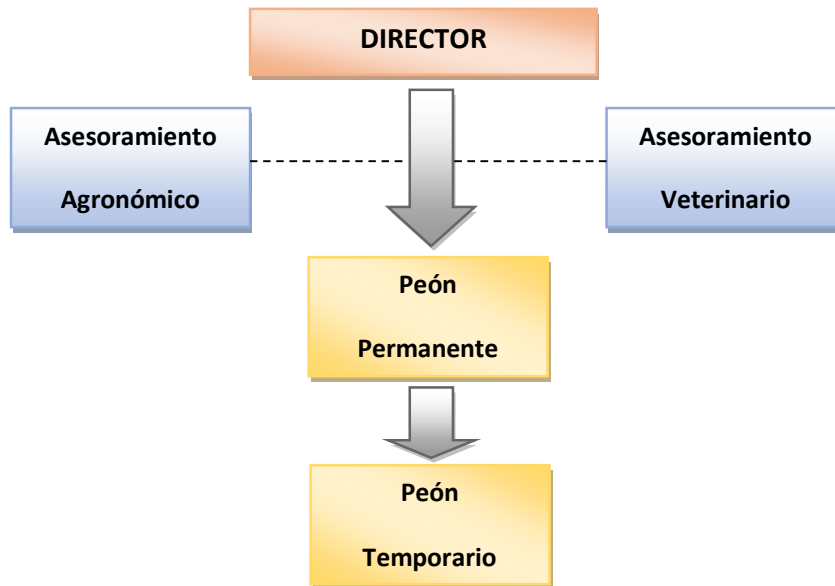 DIRECTOR
Asesoramiento
Agronómico
Asesoramiento
Veterinario
Peón
Permanente
Peón
Temporario